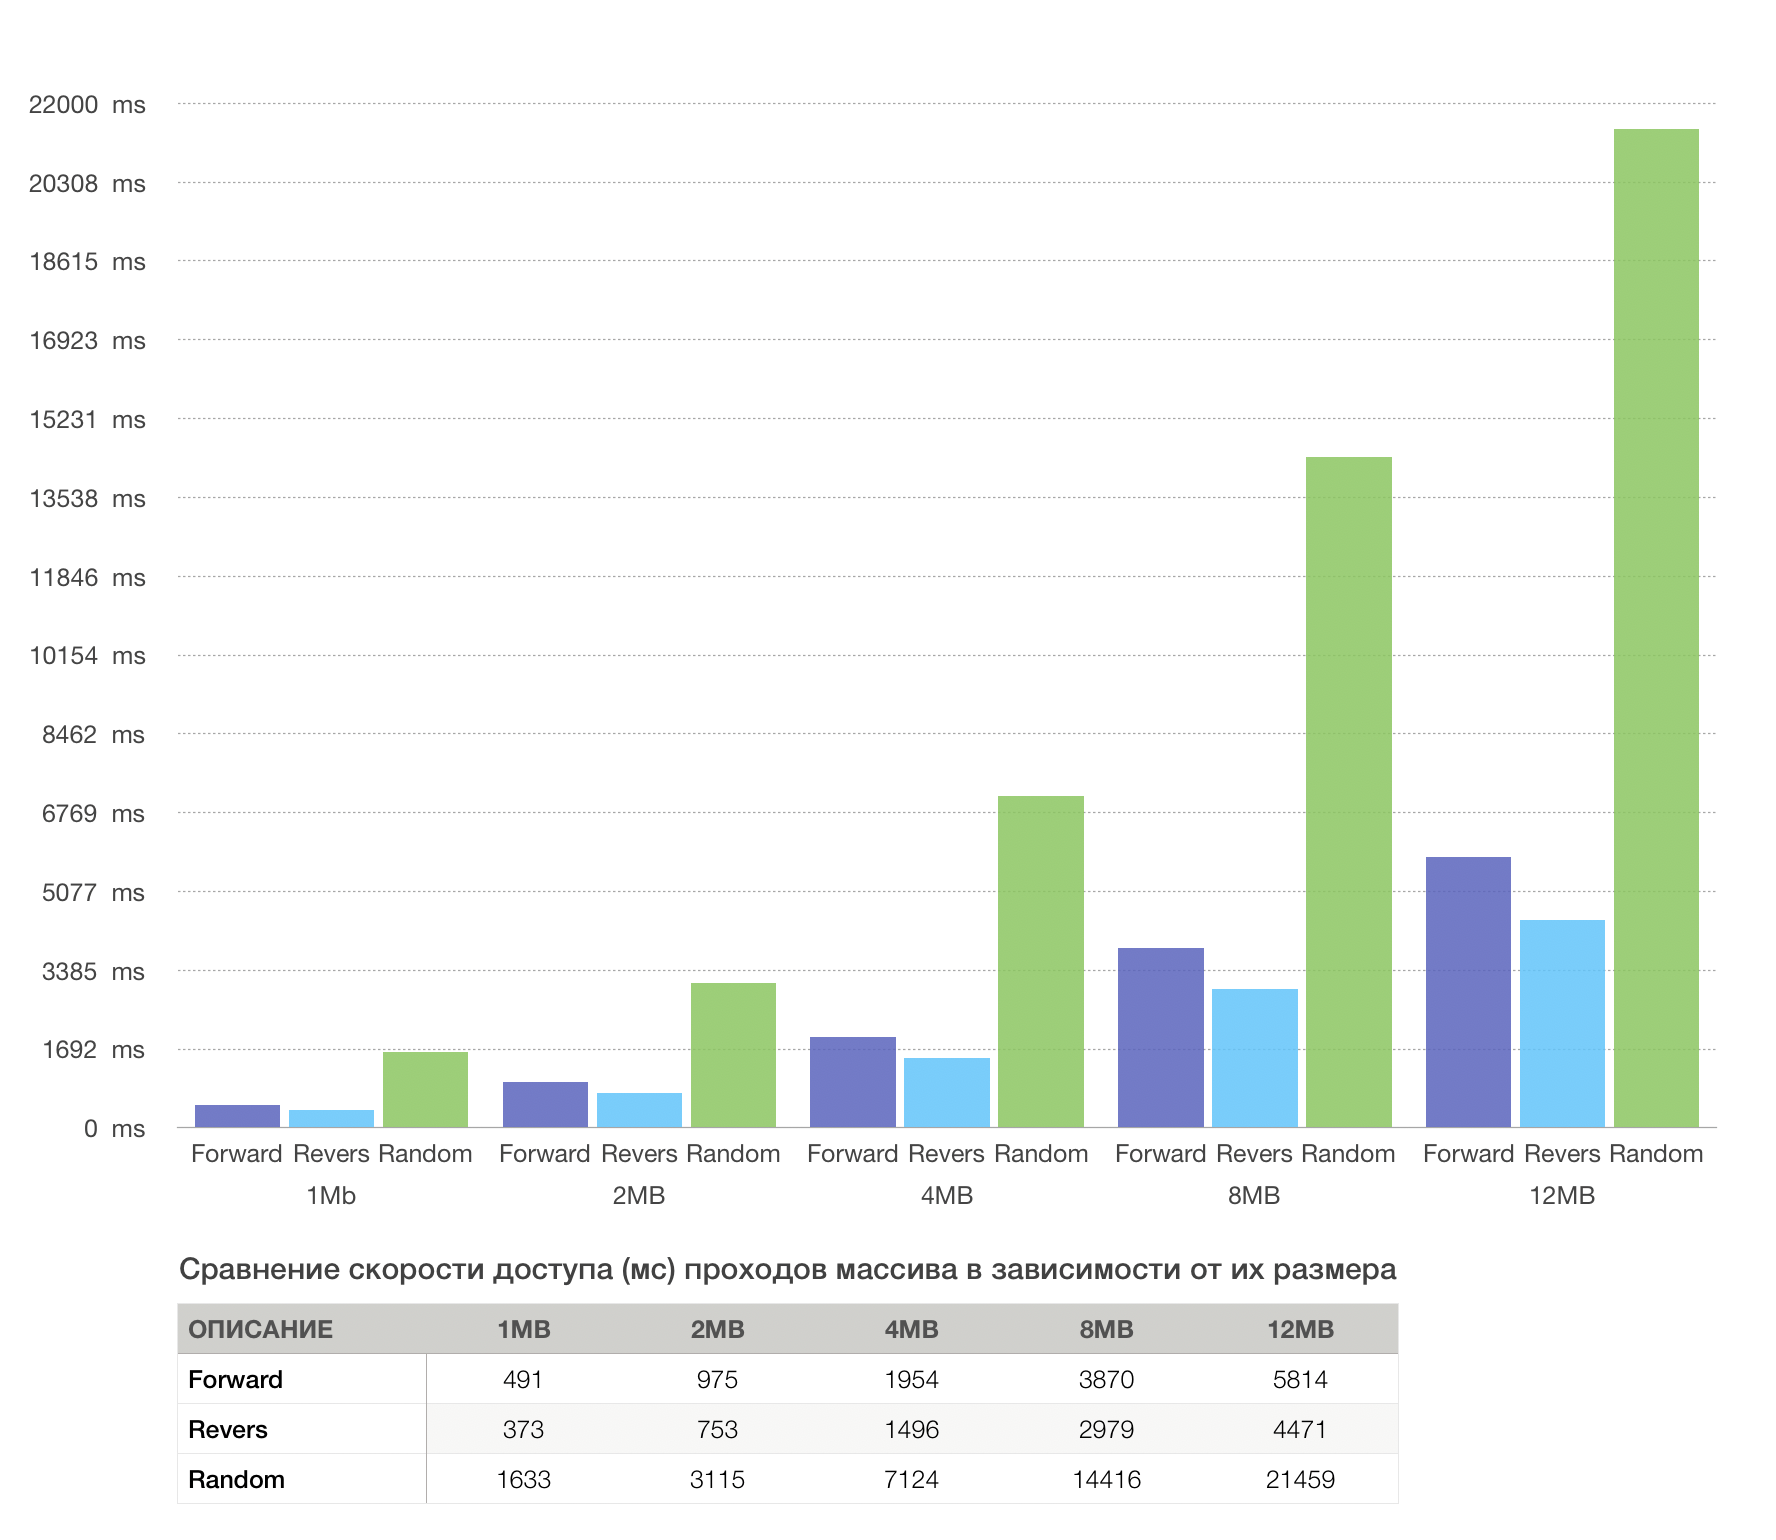 22000 ms
20308 ms
18615 ms
16923 ms
15231 ms
13538 ms
11846 ms
10154 ms
8462 ms
6769 ms
5077 ms
3385 ms
1692 ms
0 ms
Forward Revers Random Forward Revers Random Forward Revers Random Forward Revers Random Forward Revers Random
1Mb 2MB 4MB 8MB 12MB
Сравнение скорости доступа (мс) проходов массива в зависимости от их размера
ОПИСАНИЕ 1MB 2MB 4MB 8MB 12MB
Forward 491 975 1954 3870 5814
Revers 373 753 1496 2979 4471
Random 1633 3115 7124 14416 21459